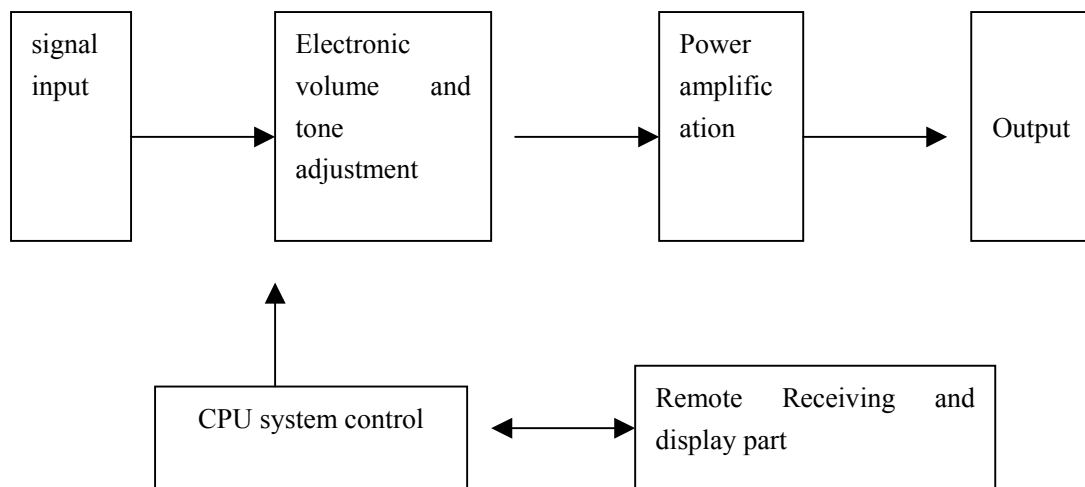 signal
input
Electronic
volume and
tone
adjustment
Power
amplific
ation
Output
CPU system control
Remote Receiving and
display part